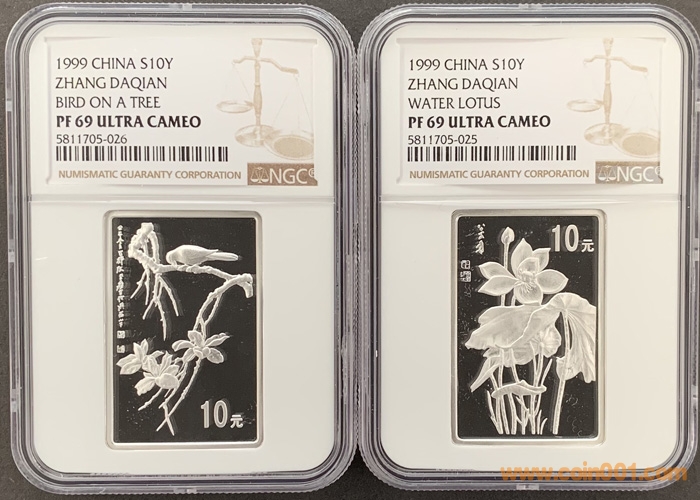 1999 CHINA S10Y
ZHANG DAQIAN
BIRD ON A TREE
PF 69 ULTRA CAMEO
5811705-026
NUMISMATIC GUARANTY CORPORATION
NGC
10元
1999 CHINA S10Y
ZHANG DAQIAN
WATER LOTUS
PF 69 ULTRA CAMEO
5811705-025
NUMISMATIC GUARANTY CORPORATION
NGC
10元
www.coin001.com